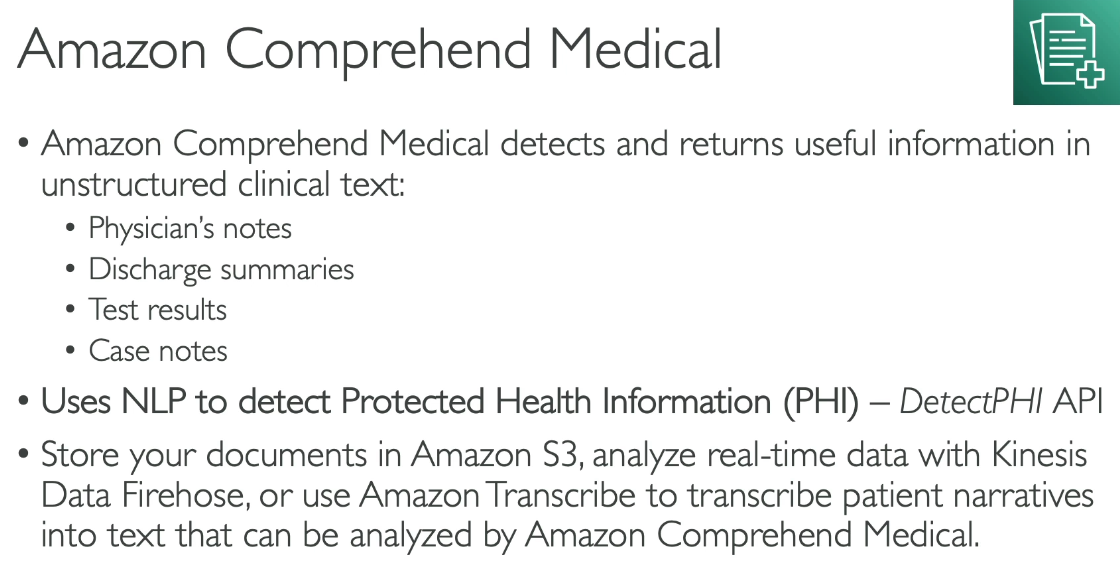 Amazon Comprehend Medical
• Amazon Comprehend Medical detects and returns useful information in
unstructured clinical text:
• Physician’s notes
• Discharge summaries
• Test results
• Case notes
• Uses NLP to detect Protected Health Information (PHI) – DetectPHI API
• Store your documents in Amazon S3, analyze real-time data with Kinesis
Data Firehose, or use Amazon Transcribe to transcribe patient narratives
into text that can be analyzed by Amazon Comprehend Medical.